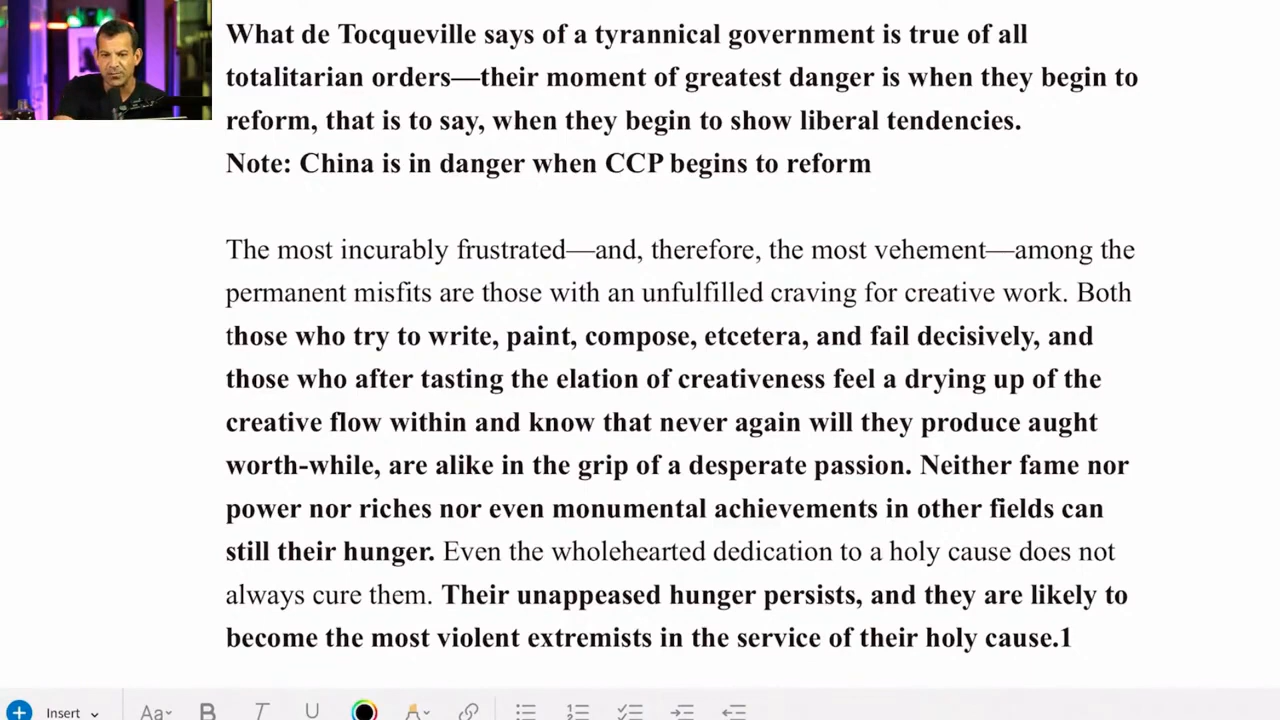 What de Tocqueville says of a tyrannical government is true of all
totalitarian orders—their moment of greatest danger is when they begin to
reform, that is to say, when they begin to show liberal tendencies.
Note: China is in danger when CCP begins to reform
The most incurably frustrated—and, therefore, the most vehement—among the
permanent misfits are those with an unfulfilled craving for creative work. Both
those who try to write, paint, compose, etcetera, and fail decisively, and
those who after tasting the elation of creativeness feel a drying up of the
creative flow within and know that never again will they produce aught
worth-while, are alike in the grip of a desperate passion. Neither fame nor
power nor riches nor even monumental achievements in other fields can
still their hunger. Even the wholehearted dedication to a holy cause does not
always cure them. Their unappeased hunger persists, and they are likely to
become the most violent extremists in the service of their holy cause.1
Insert Aa B T U